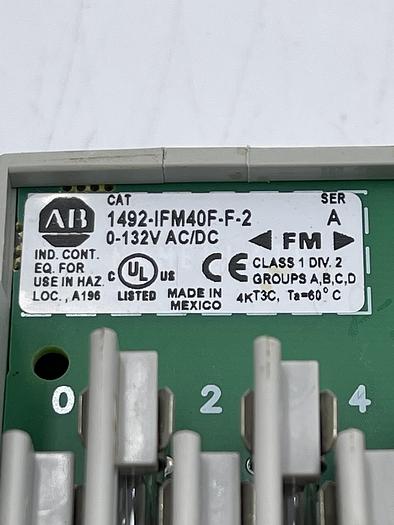 CAT SER
AB 1492-IFM40F-F-2 A
0-132V AC/DC FM
IND. CONT.
EQ. FOR
USE IN HAZ.
LOC., A196
C UL US
LISTED
CE
MADE IN
MEXICO
CLASS 1 DIV. 2
GROUPS A,B,C,D
4KT3C, Ta=60° C
0 2 4